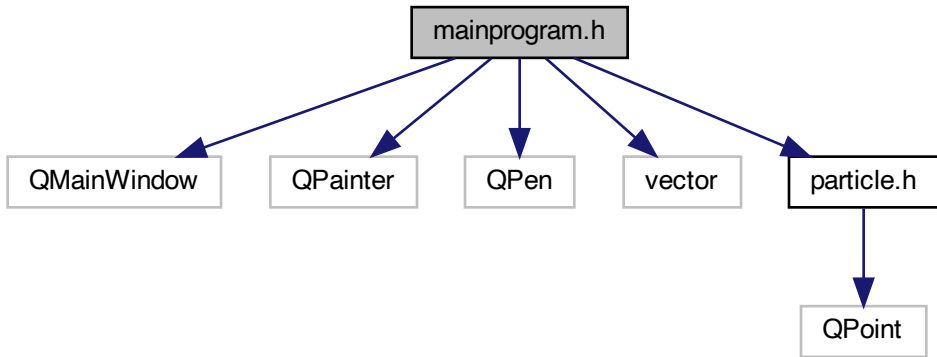 mainprogram.h
QMainWindow
QPainter
QPen
vector
particle.h
QPoint